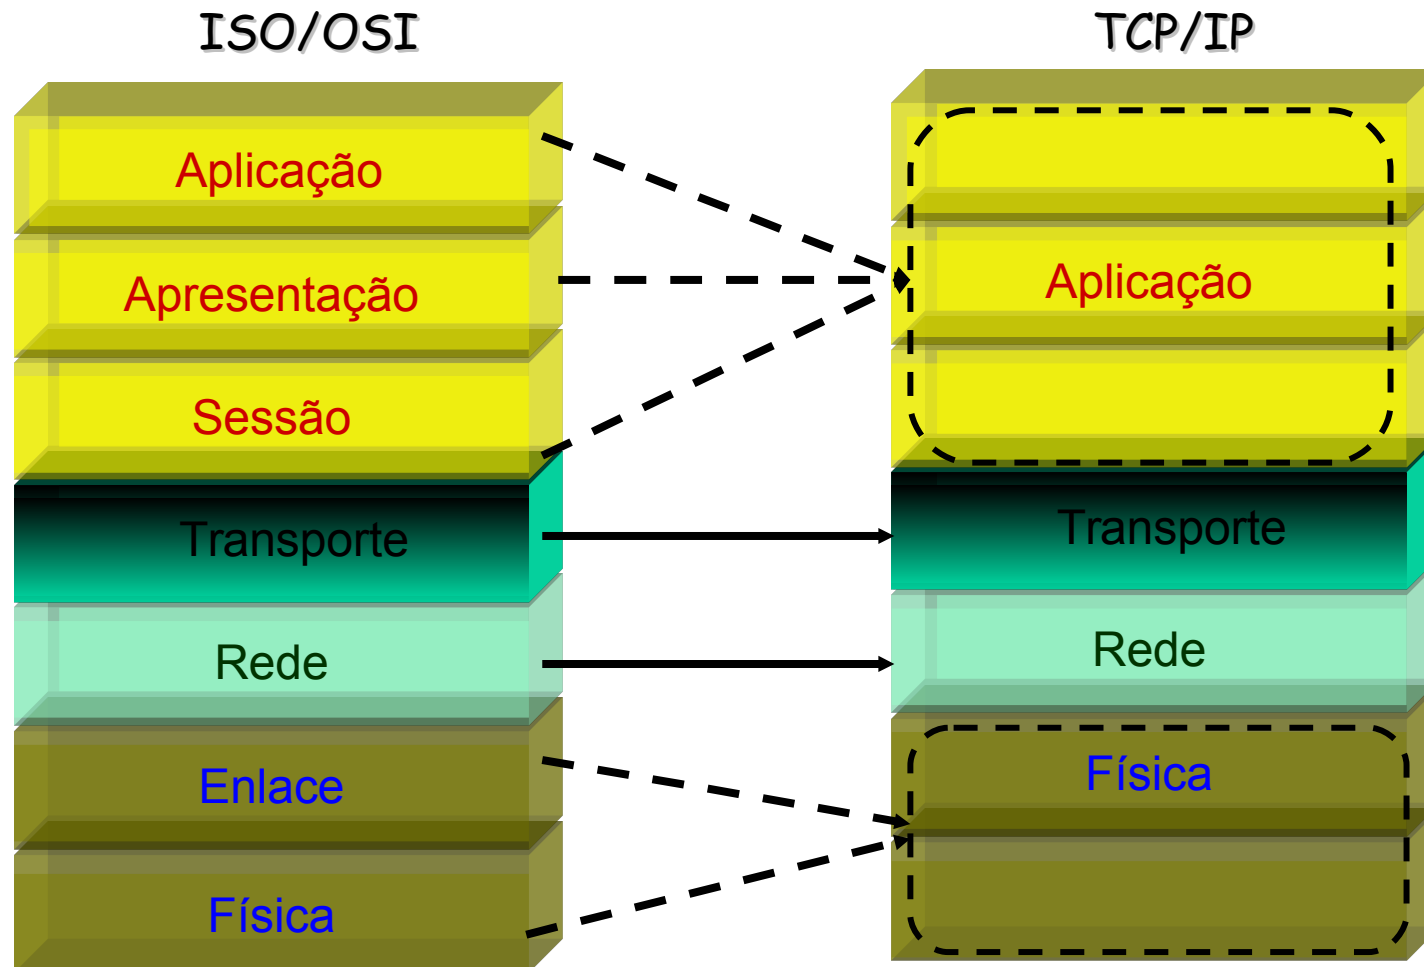 ISO/OSI
TCP/IP
Aplicação
Apresentação
Sessão
Transporte
Rede
Enlace
Física
Aplicação
Transporte
Rede
Física